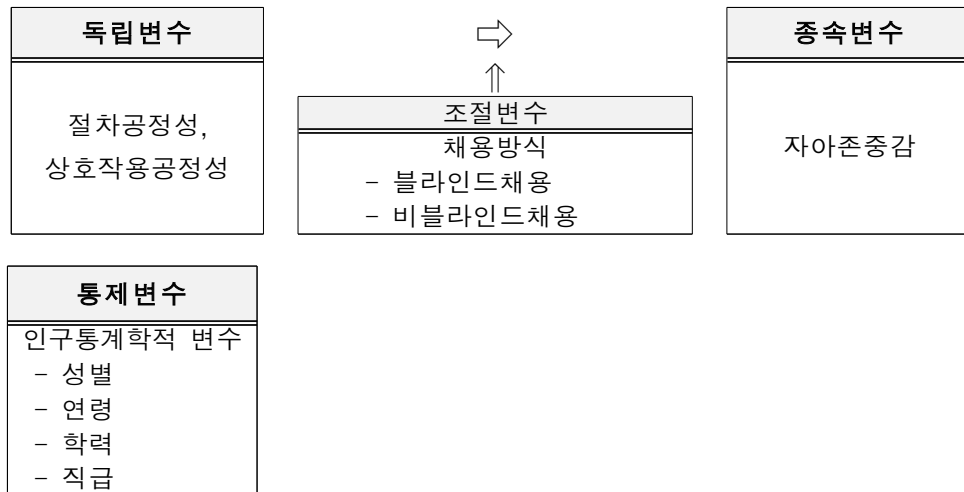 독립변수
절차공정성,
상호작용공정성
⇨
⇑
조절변수
채용방식
- 블라인드채용
- 비블라인드채용
종속변수
자아존중감
통제변수
인구통계학적 변수
- 성별
- 연령
- 학력
- 직급